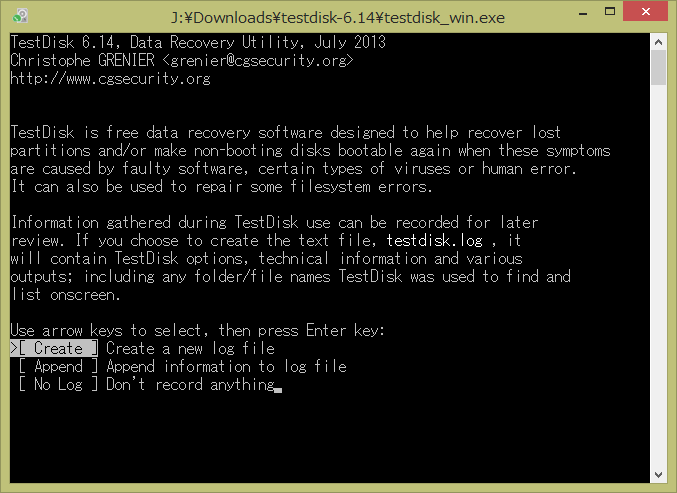 J:¥Downloads¥testdisk-6.14¥testdisk_win.exe
TestDisk 6.14, Data Recovery Utility, July 2013
Christophe GRENIER <grenier@cgsecurity.org>
http://www.cgsecurity.org
TestDisk is free data recovery software designed to help recover lost
partitions and/or make non-booting disks bootable again when these symptoms
are caused by faulty software, certain types of viruses or human error.
It can also be used to repair some filesystem errors.
Information gathered during TestDisk use can be recorded for later
review. If you choose to create the text file, testdisk.log , it
will contain TestDisk options, technical information and various
outputs; including any folder/file names TestDisk was used to find and
list onscreen.
Use arrow keys to select, then press Enter key:
>[ Create ] Create a new log file
[ Append ] Append information to log file
[ No Log ] Don't record anything